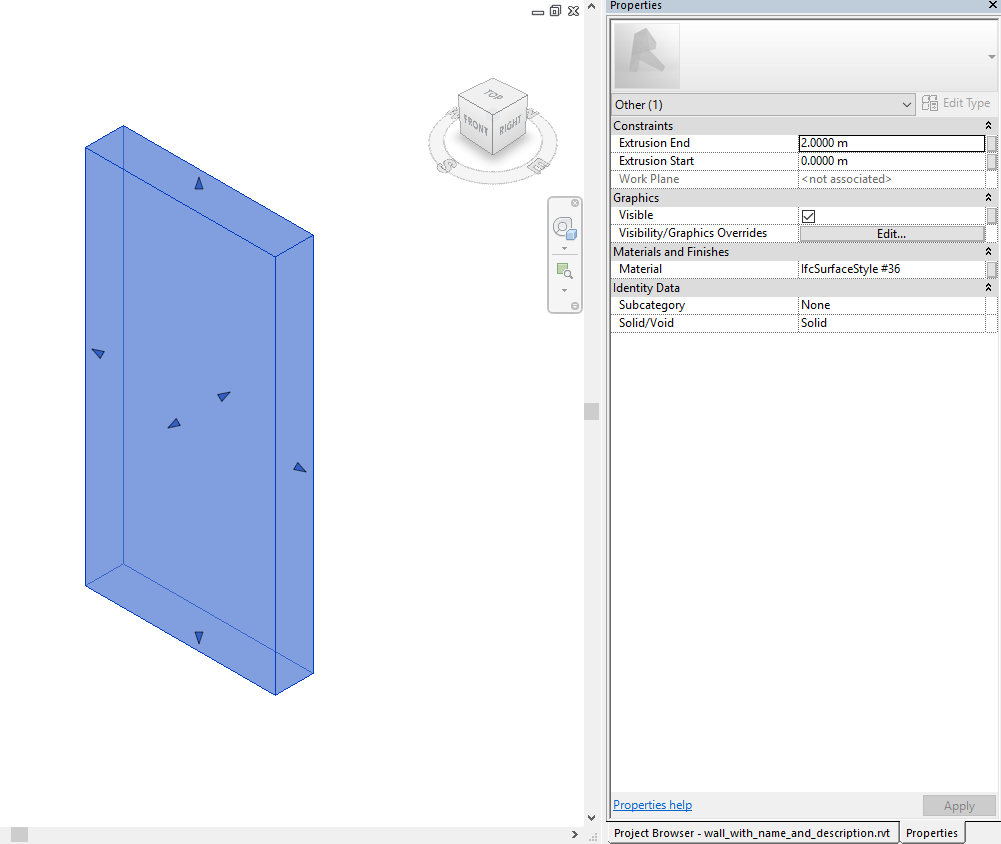 Properties
Other (1)
Edit Type
Constraints
Extrusion End 2.0000 m
Extrusion Start 0.0000 m
Work Plane <not associated>
Graphics
Visible
Visibility/Graphics Overrides Edit...
Materials and Finishes
Material IfcSurfaceStyle #36
Identity Data
Subcategory None
Solid/Void Solid
TOP
FRONT
RIGHT
S
E
Properties help
Apply
Project Browser - wall_with_name_and_description.rvt
Properties